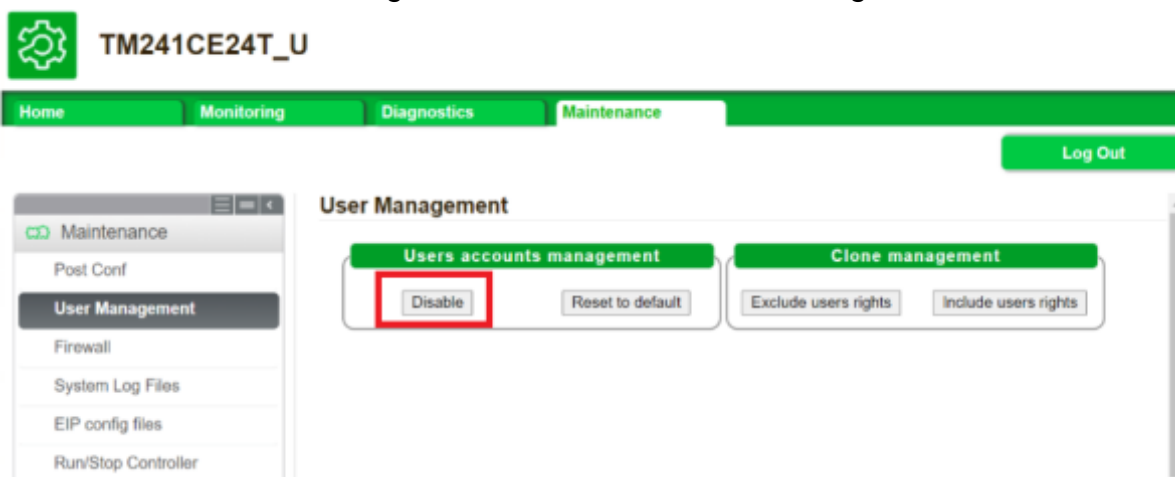 TM241CE24T_U
Home Monitoring Diagnostics Maintenance
Log Out
Maintenance
Post Conf
User Management
Firewall
System Log Files
EIP config files
Run/Stop Controller
User Management
Users accounts management
Disable Reset to default
Clone management
Exclude users rights Include users rights